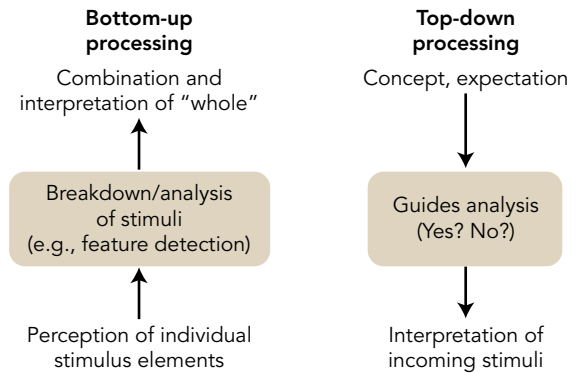 Bottom-up
processing
Combination and
interpretation of “whole”
Breakdown/analysis
of stimuli
(e.g., feature detection)
Perception of individual
stimulus elements
Top-down
processing
Concept, expectation
Guides analysis
(Yes? No?)
Interpretation of
incoming stimuli